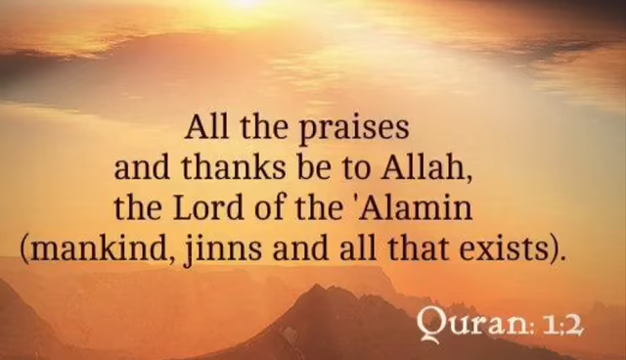 All the praises
and thanks be to Allah,
the Lord of the 'Alamin
(mankind, jinns and all that exists).
Quran: 1:2